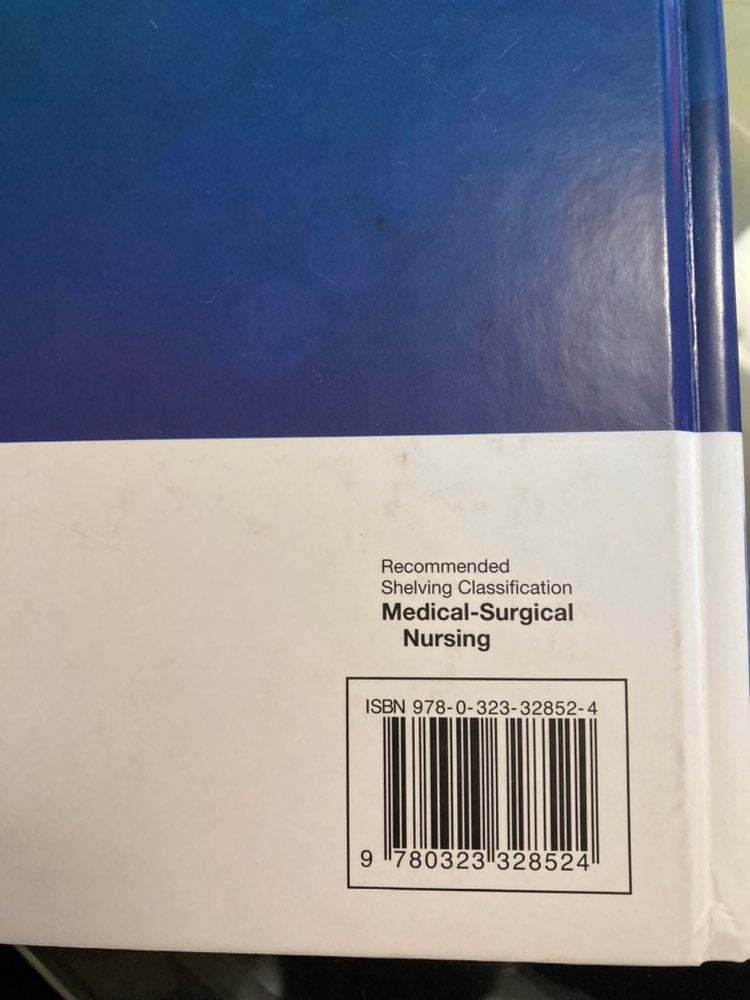 Recommended
Shelving Classification
Medical-Surgical
Nursing
ISBN 978-0-323-32852-4
9 780323 328524